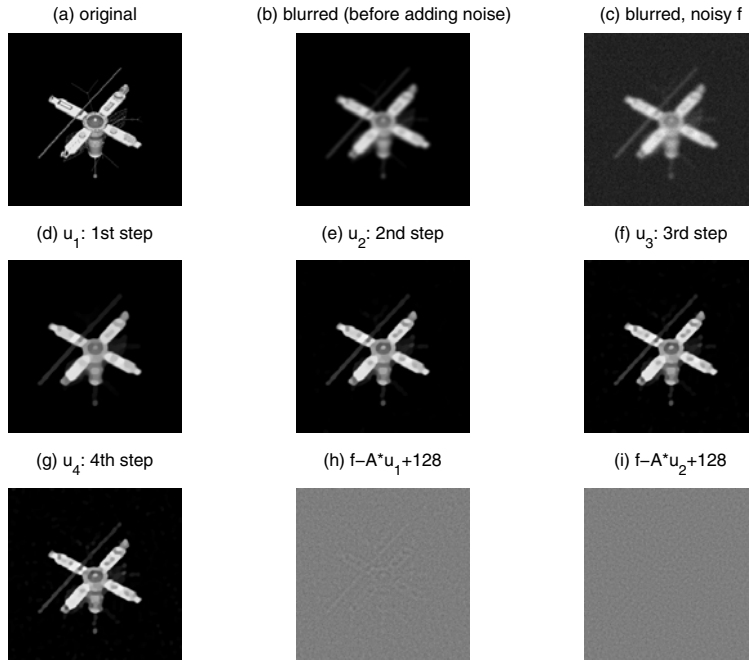 (a) original
(b) blurred (before adding noise)
(c) blurred, noisy f
(d) u₁: 1st step
(e) u₂: 2nd step
(f) u₃: 3rd step
(g) u₄: 4th step
(h) f−A*u₁+128
(i) f−A*u₂+128